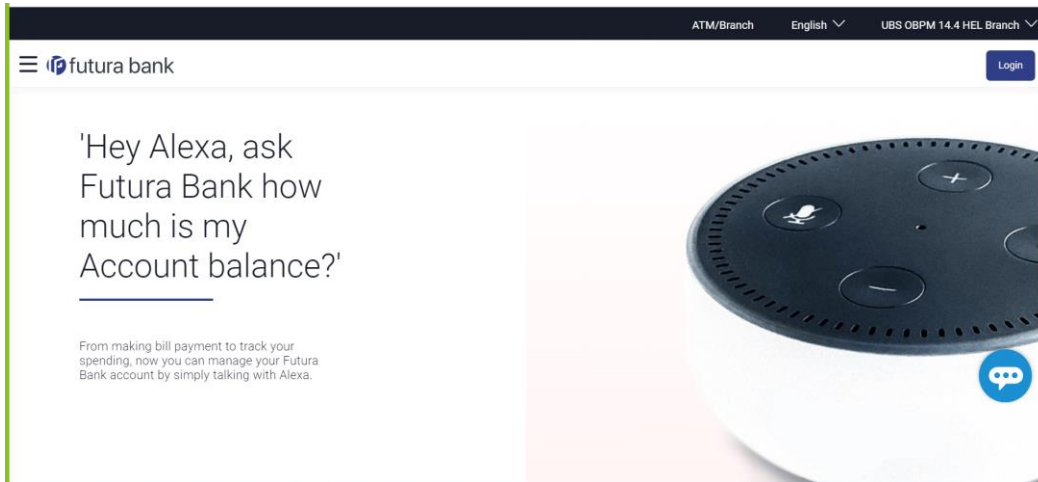 ATM/Branch English UBS OBPM 14.4 HEL Branch
futura bank
Login
'Hey Alexa, ask
Futura Bank how
much is my
Account balance?'
From making bill payment to track your
spending, now you can manage your Futura
Bank account by simply talking with Alexa.